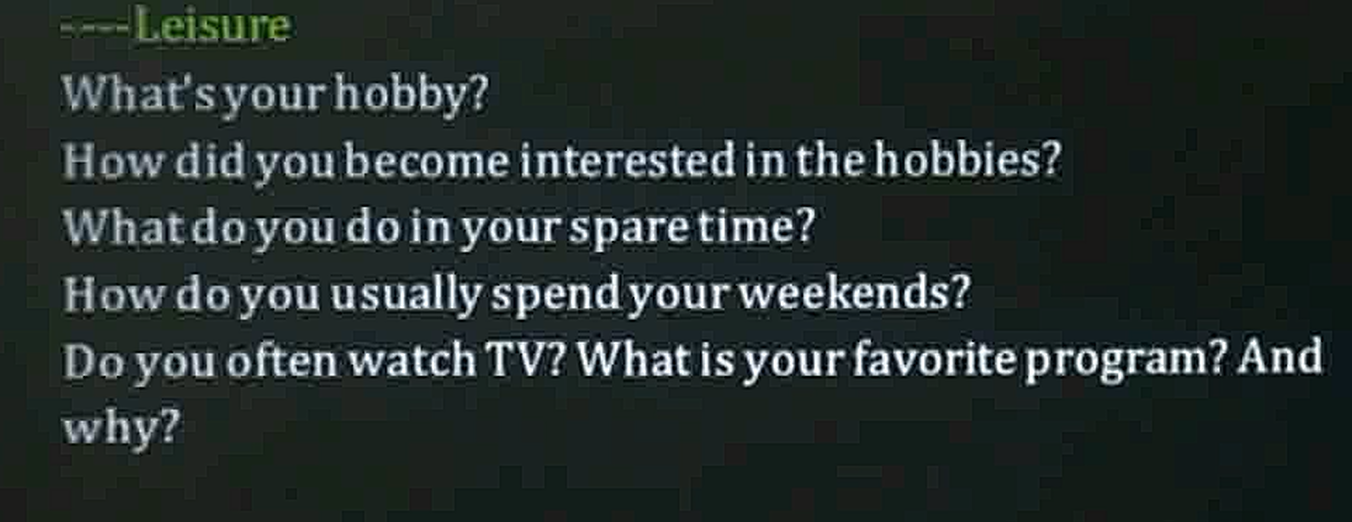 ----Leisure
What's your hobby?
How did you become interested in the hobbies?
What do you do in your spare time?
How do you usually spend your weekends?
Do you often watch TV? What is your favorite program? And
why?